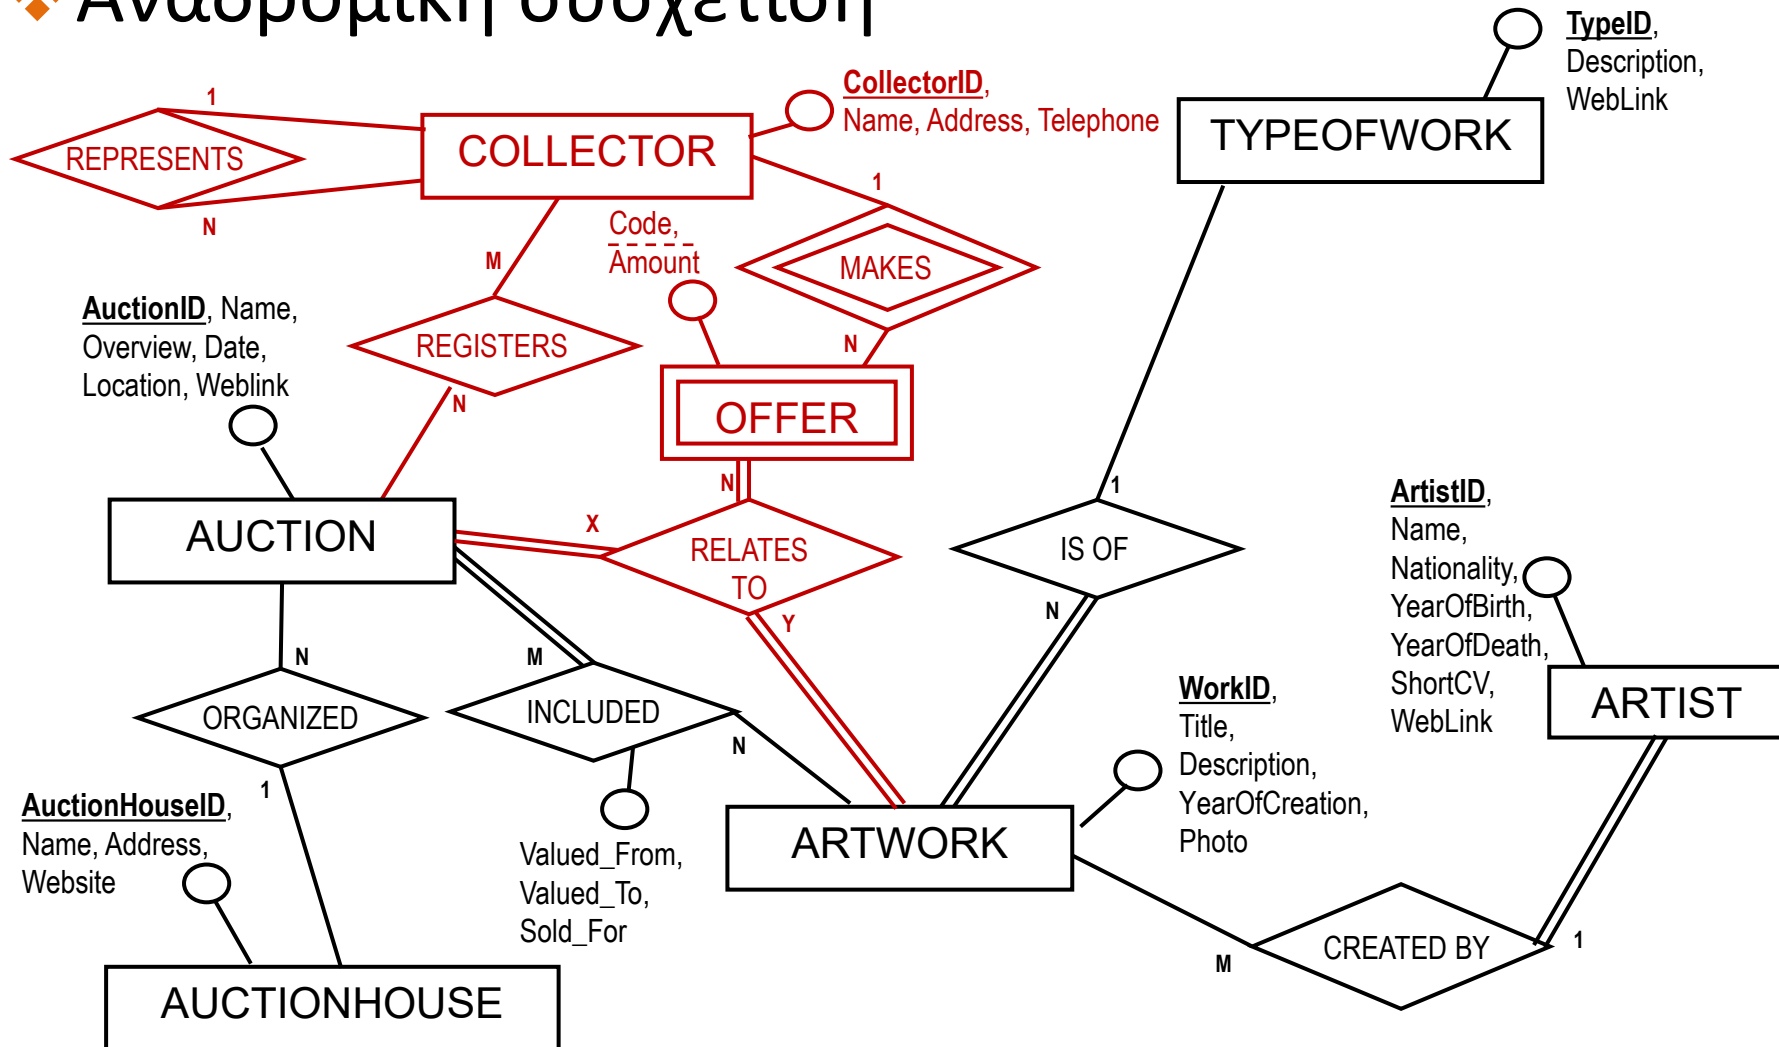 ❖ Αναδρομική συσχέτιση
TypeID,
Description,
WebLink
CollectorID,
Name, Address, Telephone
1
REPRESENTS
N
COLLECTOR
TYPEOFWORK
1
MAKES
N
Code,
Amount
M
REGISTERS
N
AuctionID, Name,
Overview, Date,
Location, Weblink
OFFER
N
X
RELATES
TO
Y
AUCTION
1
IS OF
N
ArtistID,
Name,
Nationality,
YearOfBirth,
YearOfDeath,
ShortCV,
WebLink
ARTIST
N
ORGANIZED
1
M
INCLUDED
N
WorkID,
Title,
Description,
YearOfCreation,
Photo
AuctionHouseID,
Name, Address,
Website
Valued_From,
Valued_To,
Sold_For
ARTWORK
M
CREATED BY
1
AUCTIONHOUSE